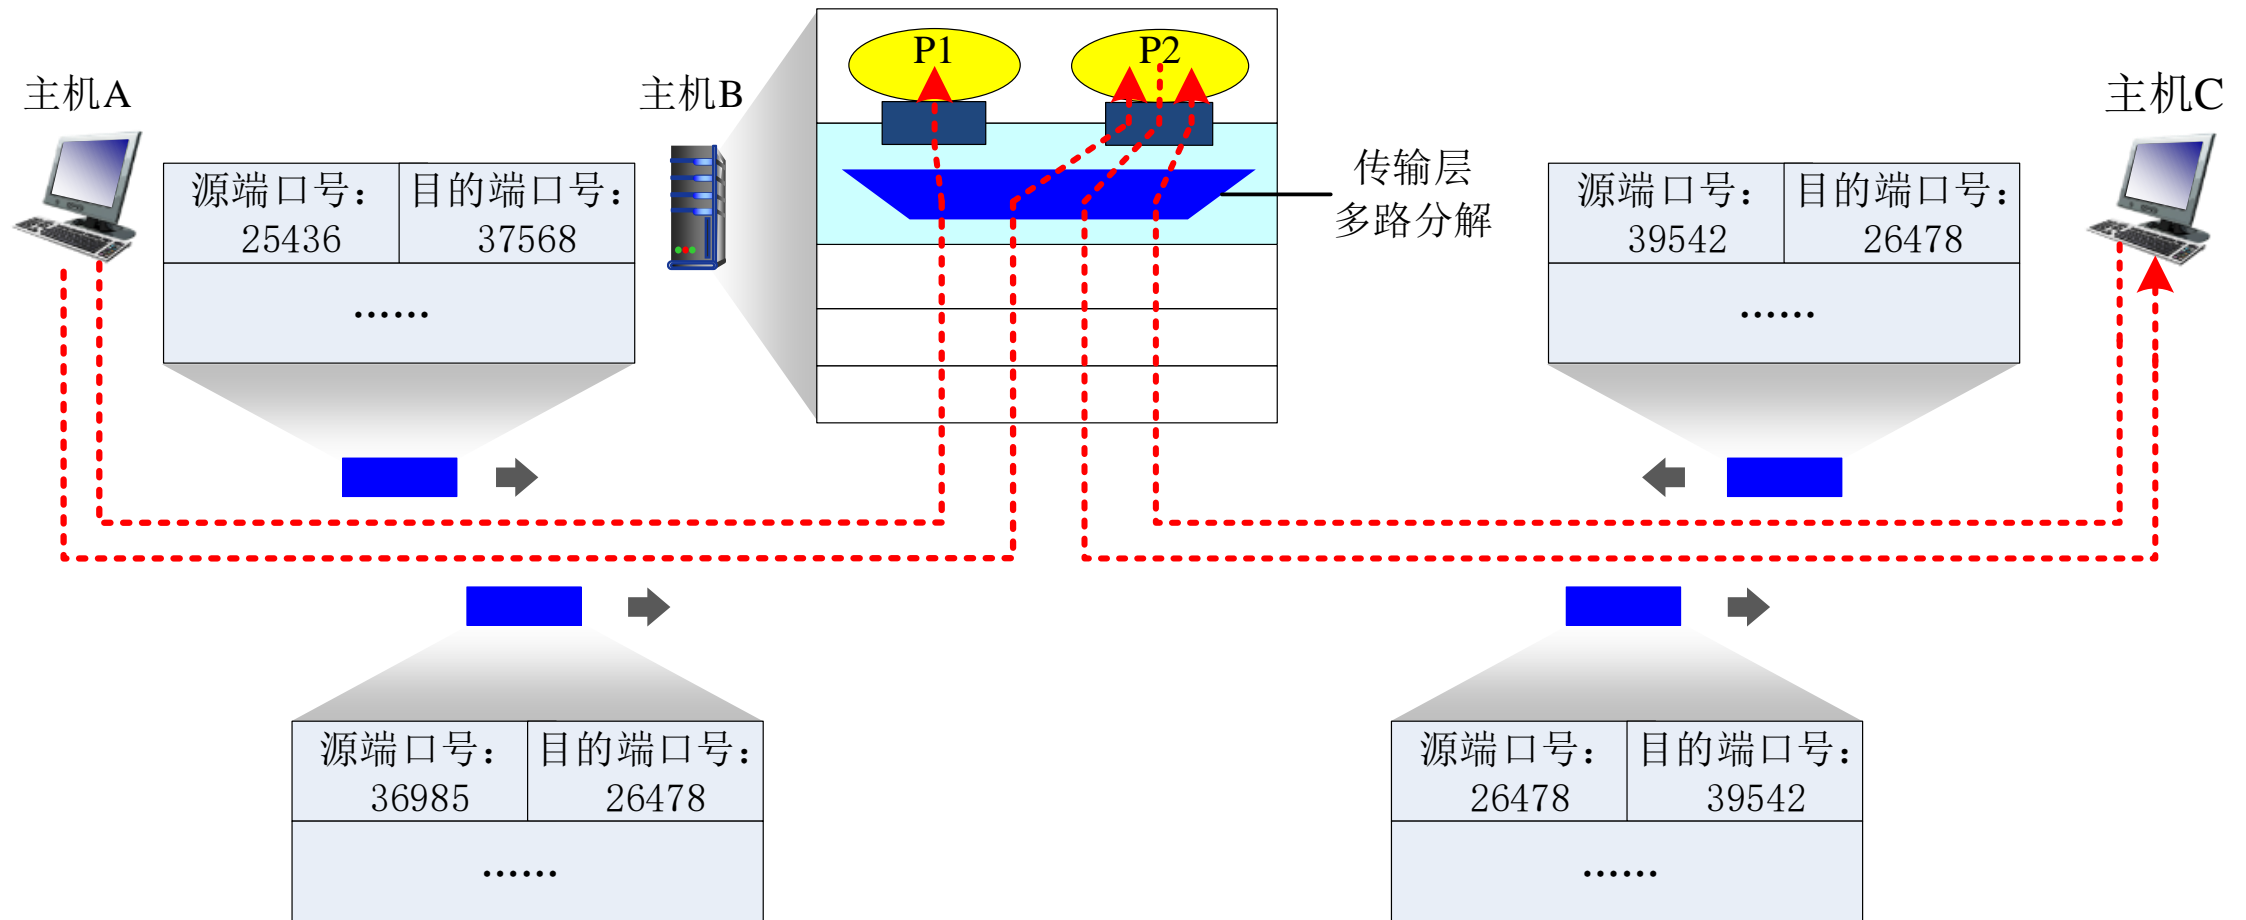 P1
P2
主机A
主机B
主机C
源端口号：
25436
目的端口号：
37568
……
传输层
多路分解
源端口号：
39542
目的端口号：
26478
……
源端口号：
36985
目的端口号：
26478
……
源端口号：
26478
目的端口号：
39542
……